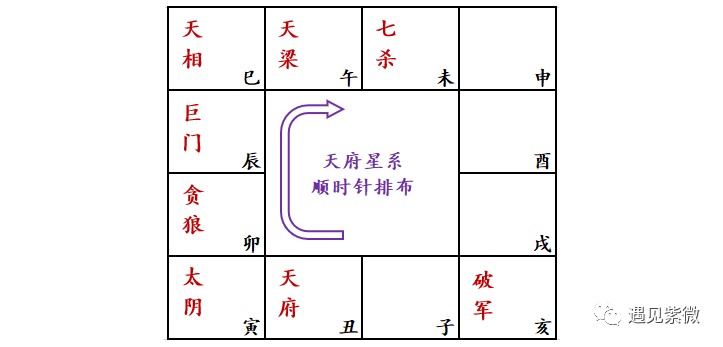 天相
巳
天梁
午
七杀
未
申
巨门
辰
天府星系
顺时针排布
酉
贪狼
卯
戌
太阴
寅
天府
丑
子
破军
亥
遇见紫微